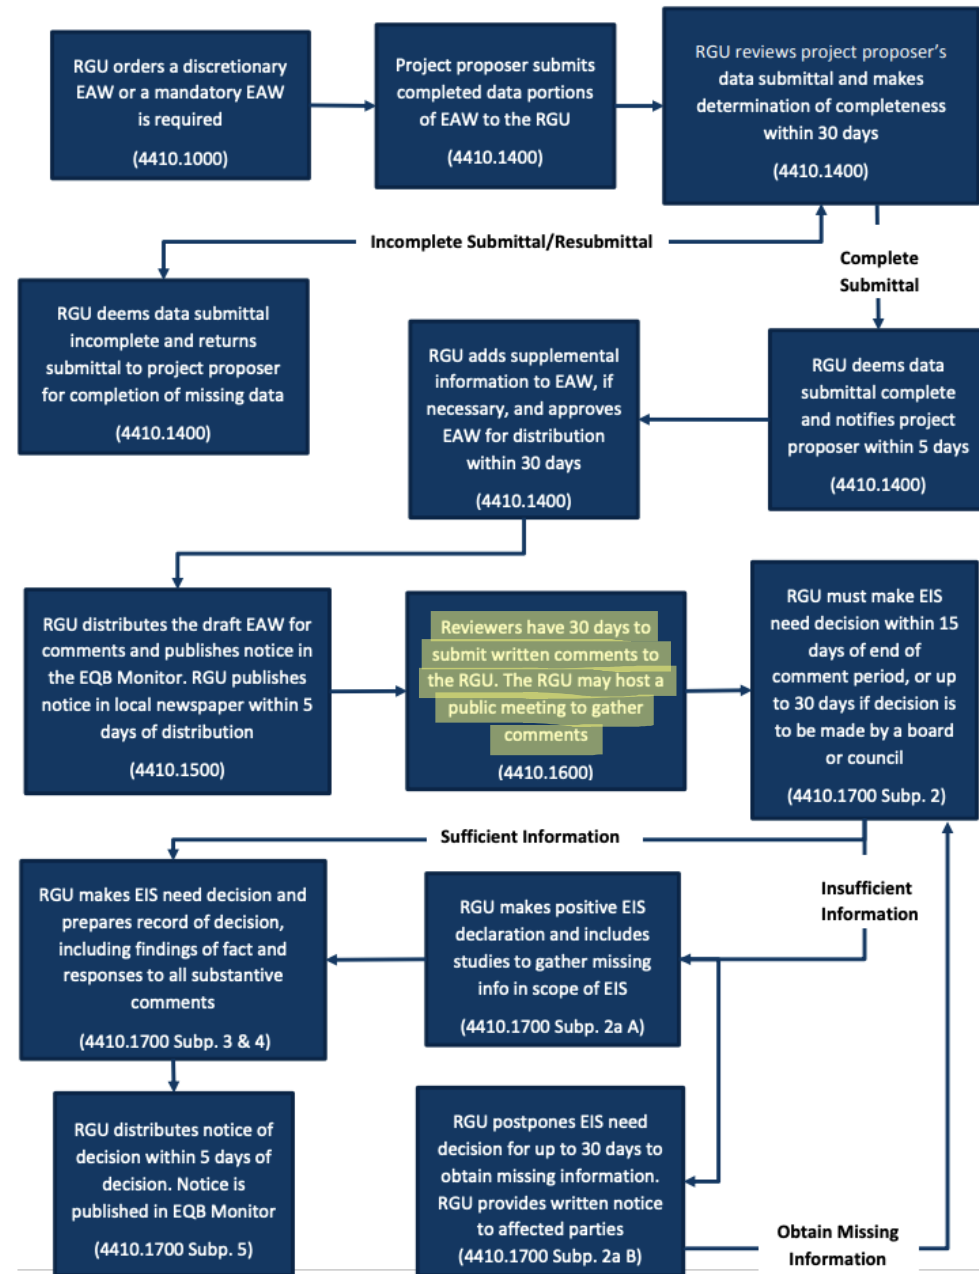 RGU orders a discretionary
EAW or a mandatory EAW
is required
(4410.1000)
Project proposer submits
completed data portions
of EAW to the RGU
(4410.1400)
RGU reviews project proposer's
data submittal and makes
determination of completeness
within 30 days
(4410.1400)
Incomplete Submittal/Resubmittal
Complete
Submittal
RGU deems data submittal
incomplete and returns
submittal to project proposer
for completion of missing data
(4410.1400)
RGU adds supplemental
information to EAW, if
necessary, and approves
EAW for distribution
within 30 days
(4410.1400)
RGU deems data
submittal complete
and notifies project
proposer within 5 days
(4410.1400)
RGU distributes the draft EAW for
comments and publishes notice in
the EQB Monitor. RGU publishes
notice in local newspaper within 5
days of distribution
(4410.1500)
Reviewers have 30 days to
submit written comments to
the RGU. The RGU may host a
public meeting to gather
comments
(4410.1600)
RGU must make EIS
need decision within 15
days of end of
comment period, or up
to 30 days if decision is
to be made by a board
or council
(4410.1700 Subp. 2)
Sufficient Information
Insufficient
Information
RGU makes EIS need decision and
prepares record of decision,
including findings of fact and
responses to all substantive
comments
(4410.1700 Subp. 3 & 4)
RGU makes positive EIS
declaration and includes
studies to gather missing
info in scope of EIS
(4410.1700 Subp. 2a A)
RGU distributes notice of
decision within 5 days of
decision. Notice is
published in EQB Monitor
(4410.1700 Subp. 5)
RGU postpones EIS need
decision for up to 30 days to
obtain missing information.
RGU provides written notice
to affected parties
(4410.1700 Subp. 2a B)
Obtain Missing
Information